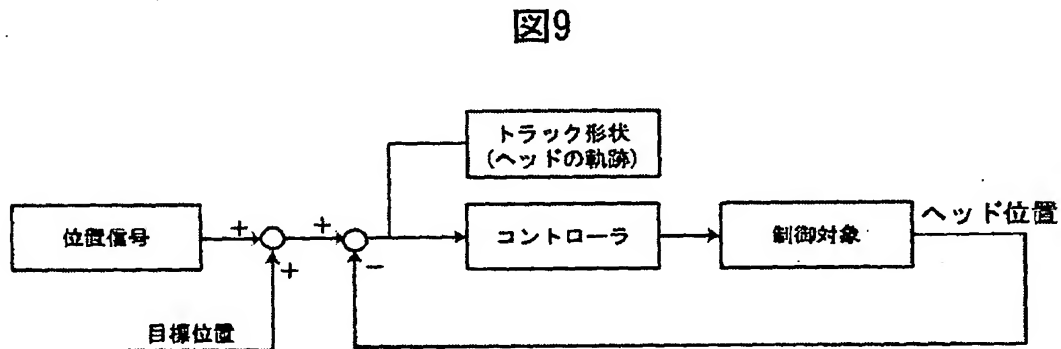 図9
トラック形状
(ヘッドの軌跡)
ヘッド位置
位置信号
+
+
コントローラ
制御対象
+
-
目標位置